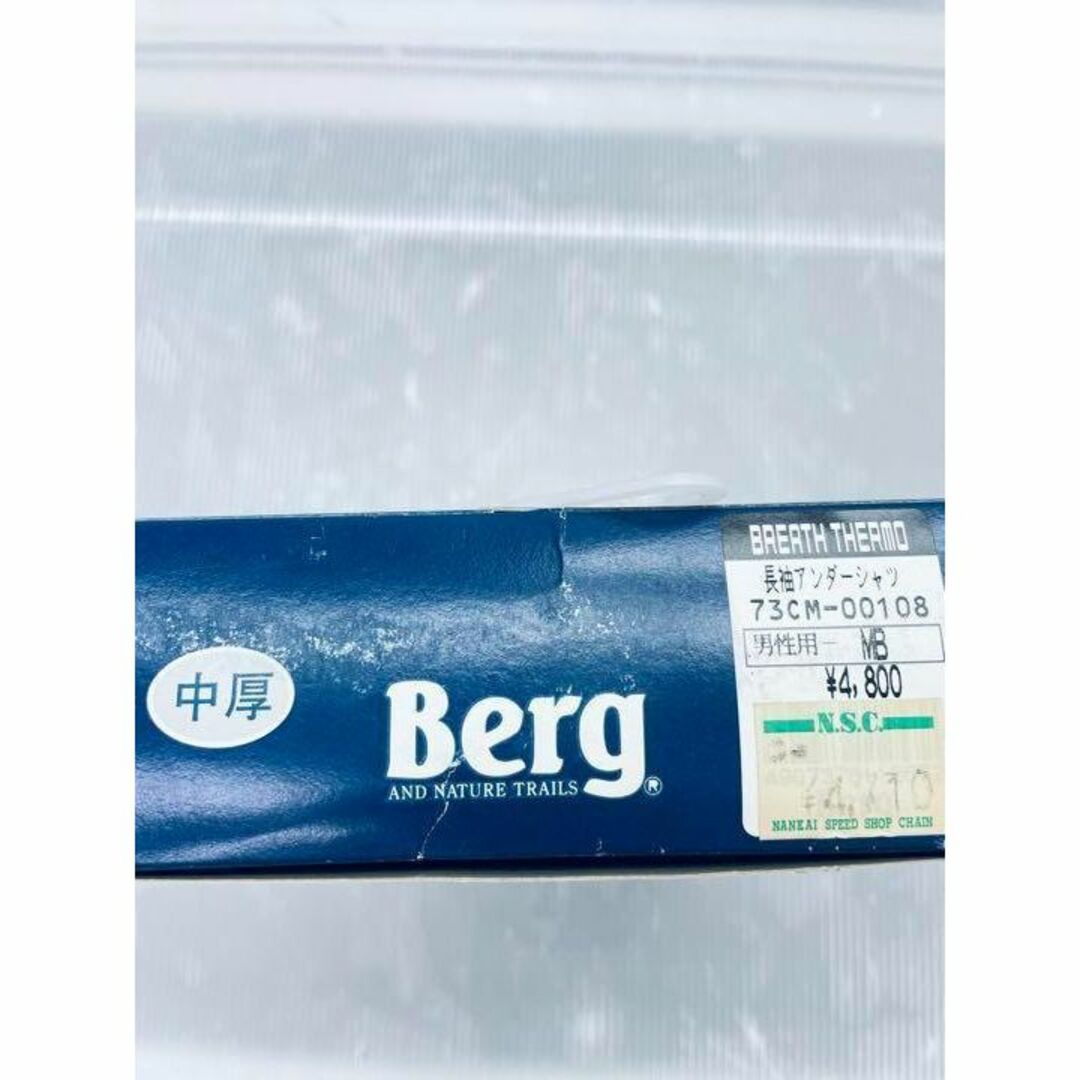 中厚
Berg
AND NATURE TRAILS ®
BREATH THERMO
長袖アンダーシャツ
73CM-00108
男性用- MB
¥4,800
N.S.C.
NANKAI SPEED SHOP CHAIN